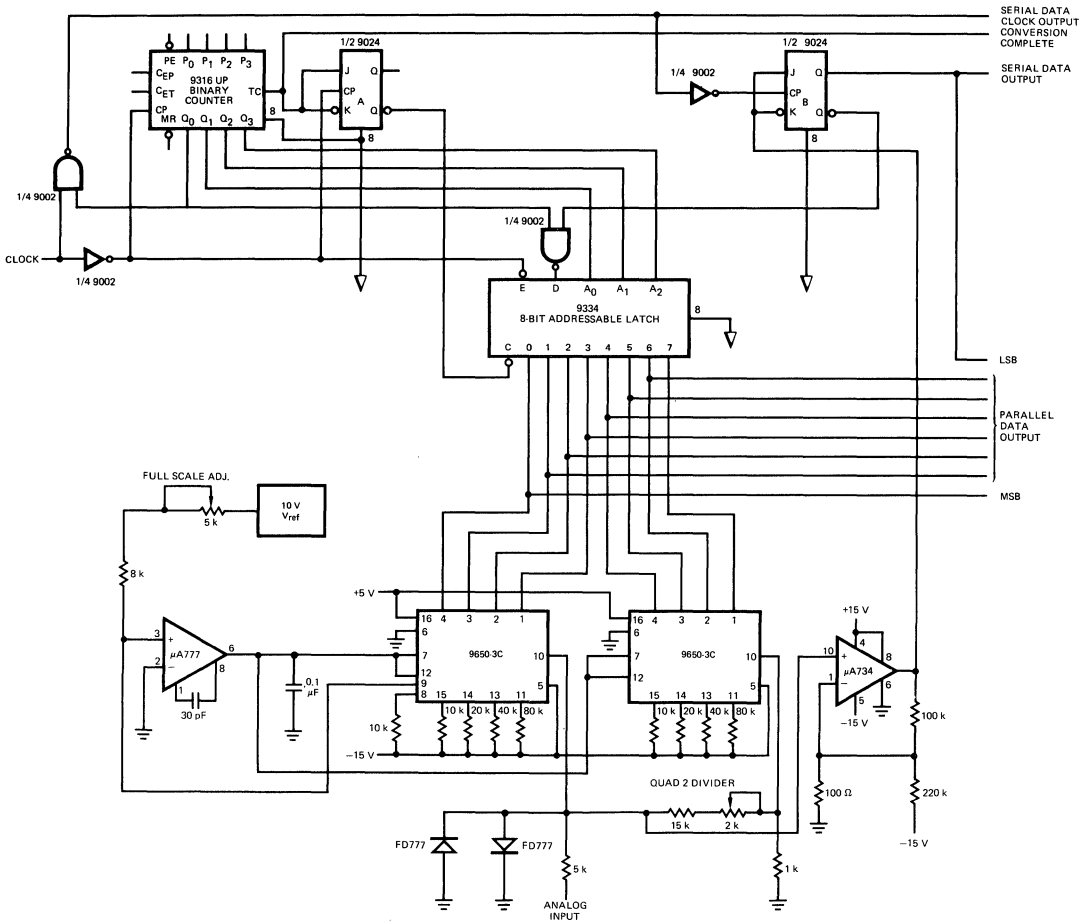 SERIAL DATA
CLOCK OUTPUT
CONVERSION
COMPLETE
SERIAL DATA
OUTPUT
1/2 9024
1/2 9024
PE P0 P1 P2 P3
CEP
9316 UP
BINARY
COUNTER
CET
TC
CP
MR Q0 Q1 Q2 Q3
8
J Q
CP
A
K Q
8
1/4 9002
J Q
CP
B
K Q
8
1/4 9002
1/4 9002
CLOCK
1/4 9002
E D A0 A1 A2
9334
8-BIT ADDRESSABLE LATCH
8
C 0 1 2 3 4 5 6 7
LSB
PARALLEL
DATA
OUTPUT
MSB
FULL SCALE ADJ.
5 k
10 V
Vref
8 k
+5 V
16 4 3 2 1
6
9650-3C
7
10
12
9
5
8
15 14 13 11
10 k 20 k 40 k 80 k
10 k
−15 V
16 4 3 2 1
6
9650-3C
7
10
12
5
15 14 13 11
10 k 20 k 40 k 80 k
3
+
μA777
6
2
−
8
1
30 pF
0.1
μF
+15 V
4
10
+
8
μA734
1
−
6
5
−15 V
100 k
100 Ω
220 k
−15 V
QUAD 2 DIVIDER
15 k
2 k
FD777
FD777
5 k
1 k
ANALOG
INPUT